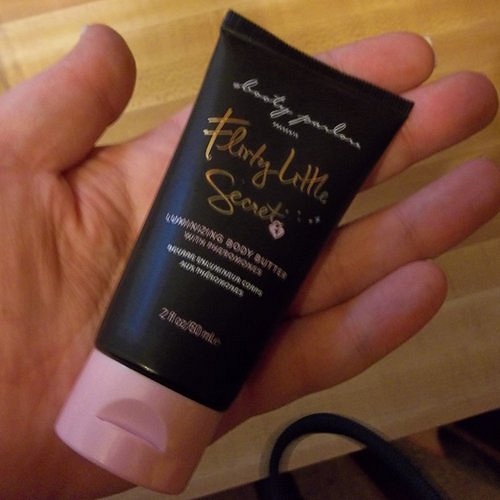 booty parlor
Flirty Little
Secret
LUMINIZING BODY BUTTER
WITH PHEROMONES
BEURRE ENLUMINEUR CORPS
AUX PHÉROMONES
2 fl oz/60 mL e